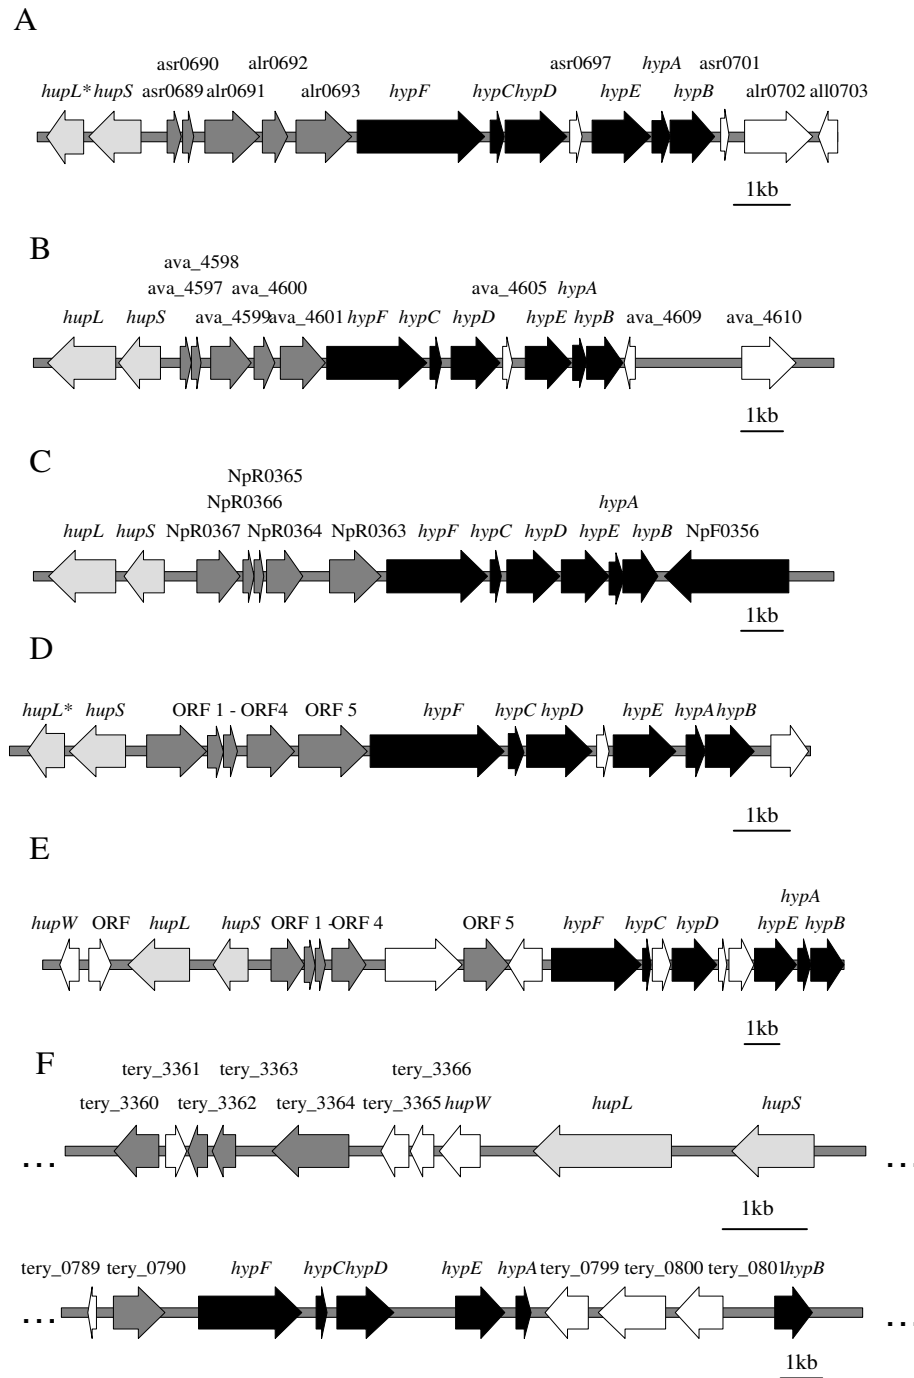 A
asr0690 alr0692 asr0697 hypA asr0701
hupL* hupS asr0689 alr0691 alr0693 hypF hypC hypD hypE hypB alr0702 all0703
1kb
B
ava_4598
ava_4597 ava_4600 ava_4605 hypA
hupL hupS ava_4599 ava_4601 hypF hypC hypD hypE hypB ava_4609 ava_4610
1kb
C
NpR0365
NpR0366 hypA
hupL hupS NpR0367 NpR0364 NpR0363 hypF hypC hypD hypE hypB NpF0356
1kb
D
hupL* hupS ORF 1 - ORF4 ORF 5 hypF hypC hypD hypE hypA hypB
1kb
E
hypA
hupW ORF hupL hupS ORF 1 -ORF 4 ORF 5 hypF hypC hypD hypE hypB
1kb
F
tery_3361 tery_3363 tery_3366
tery_3360 tery_3362 tery_3364 tery_3365 hupW hupL hupS
... ...
1kb
tery_0789 tery_0790 hypF hypC hypD hypE hypA tery_0799 tery_0800 tery_0801 hypB
... ...
1kb